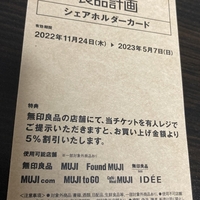 良品計画
シェアホルダーカード
有効期限
2022年11月24日(木) ▶ 2023年5月7日(日)
特典
無印良品の店舗にて、当チケットを有人レジで
ご提示いただきますと、お買い上げ金額より
5%割引いたします。
使用可能店舗
MUJI Found MUJI 無印良品
MUJI.com MUJI to GO MUJI IDÉE